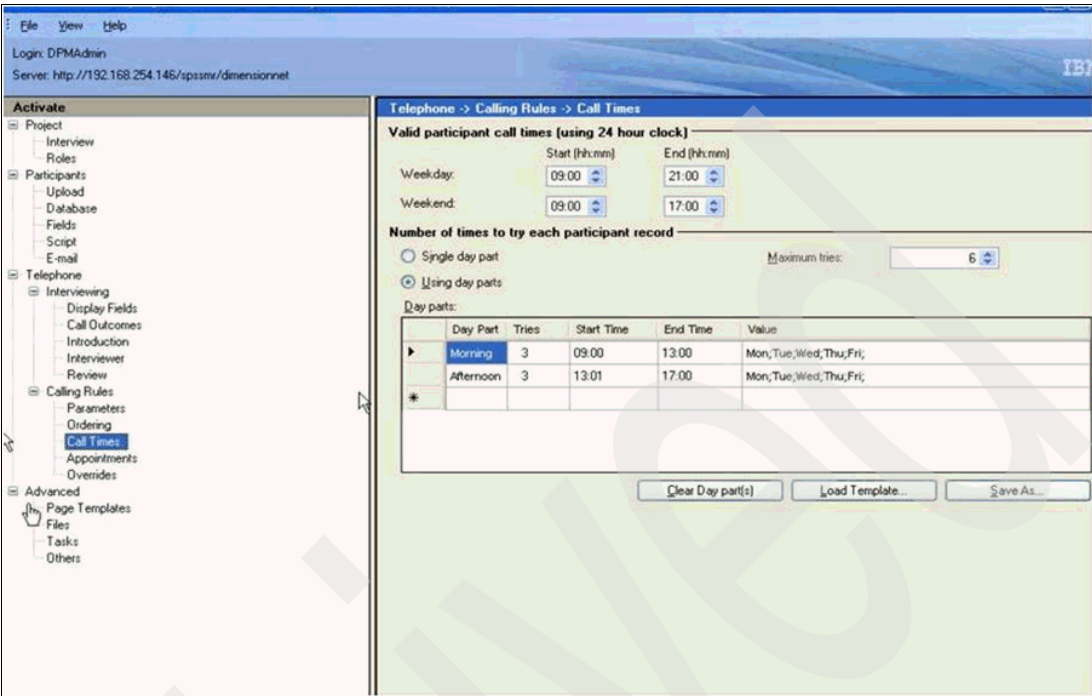 File View Help
Login: DPMAdmin
Server: http://192.168.254.146/spssmr/dimensionnet
IBM
Activate
Project
Interview
Roles
Participants
Upload
Database
Fields
Script
E-mail
Telephone
Interviewing
Display Fields
Call Outcomes
Introduction
Interviewer
Review
Calling Rules
Parameters
Ordering
Call Times
Appointments
Overrides
Advanced
Page Templates
Files
Tasks
Others
Telephone -> Calling Rules -> Call Times
Valid participant call times (using 24 hour clock)
Start (hh:mm) End (hh:mm)
Weekday: 09:00 21:00
Weekend: 09:00 17:00
Number of times to try each participant record
Single day part Maximum tries: 6
Using day parts
Day parts:
Day Part Tries Start Time End Time Value
Morning 3 09:00 13:00 Mon;Tue;Wed;Thu;Fri;
Afternoon 3 13:01 17:00 Mon;Tue;Wed;Thu;Fri;
Clear Day part(s) Load Template... Save As...